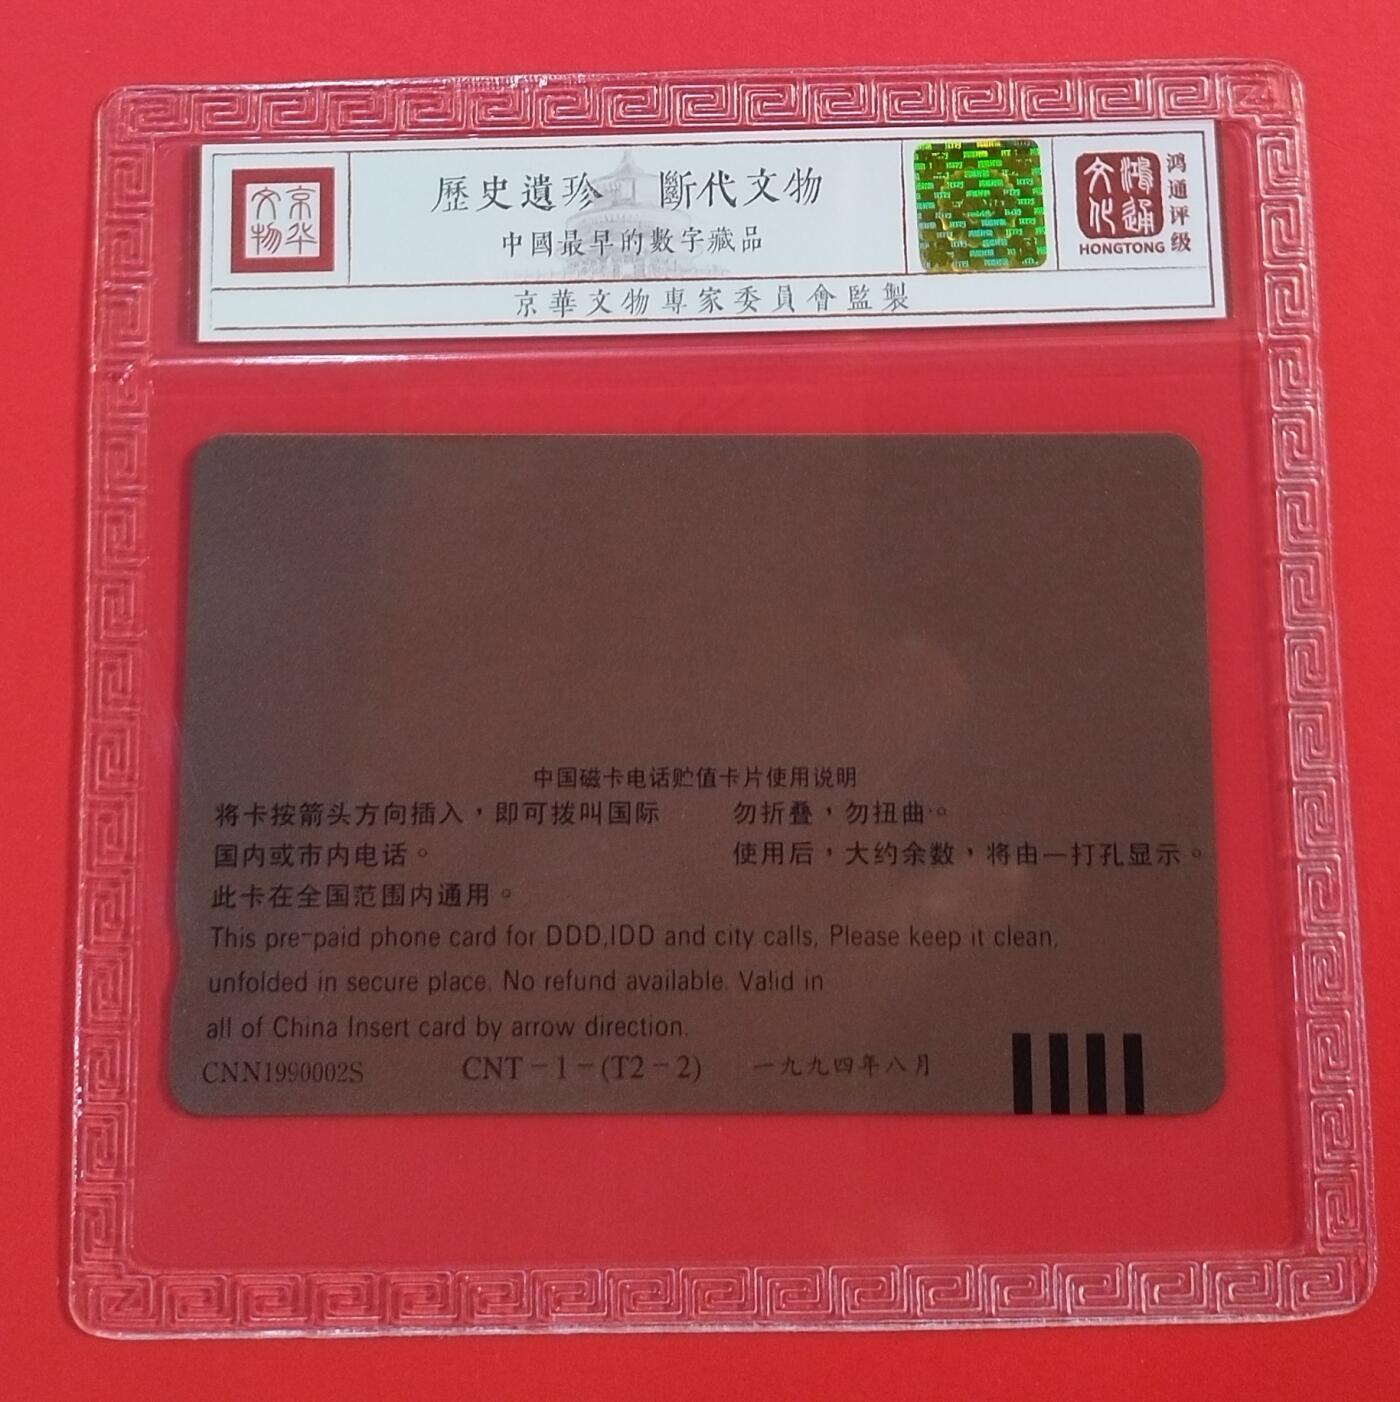 京华
文物
歷史遺珍 斷代文物
中國最早的數字藏品
京華文物專家委員會監製
鴻通
文化
HONGTONG
鸿通评级
中国磁卡电话贮值卡片使用说明
将卡按箭头方向插入，即可拨叫国际
国内或市内电话。
此卡在全国范围内通用。
勿折叠，勿扭曲。
使用后，大约余数，将由一打孔显示。
This pre-paid phone card for DDD,IDD and city calls, Please keep it clean,
unfolded in secure place. No refund available. Valid in
all of China Insert card by arrow direction.
CNN1990002S CNT-1-(T2-2) 一九九四年八月